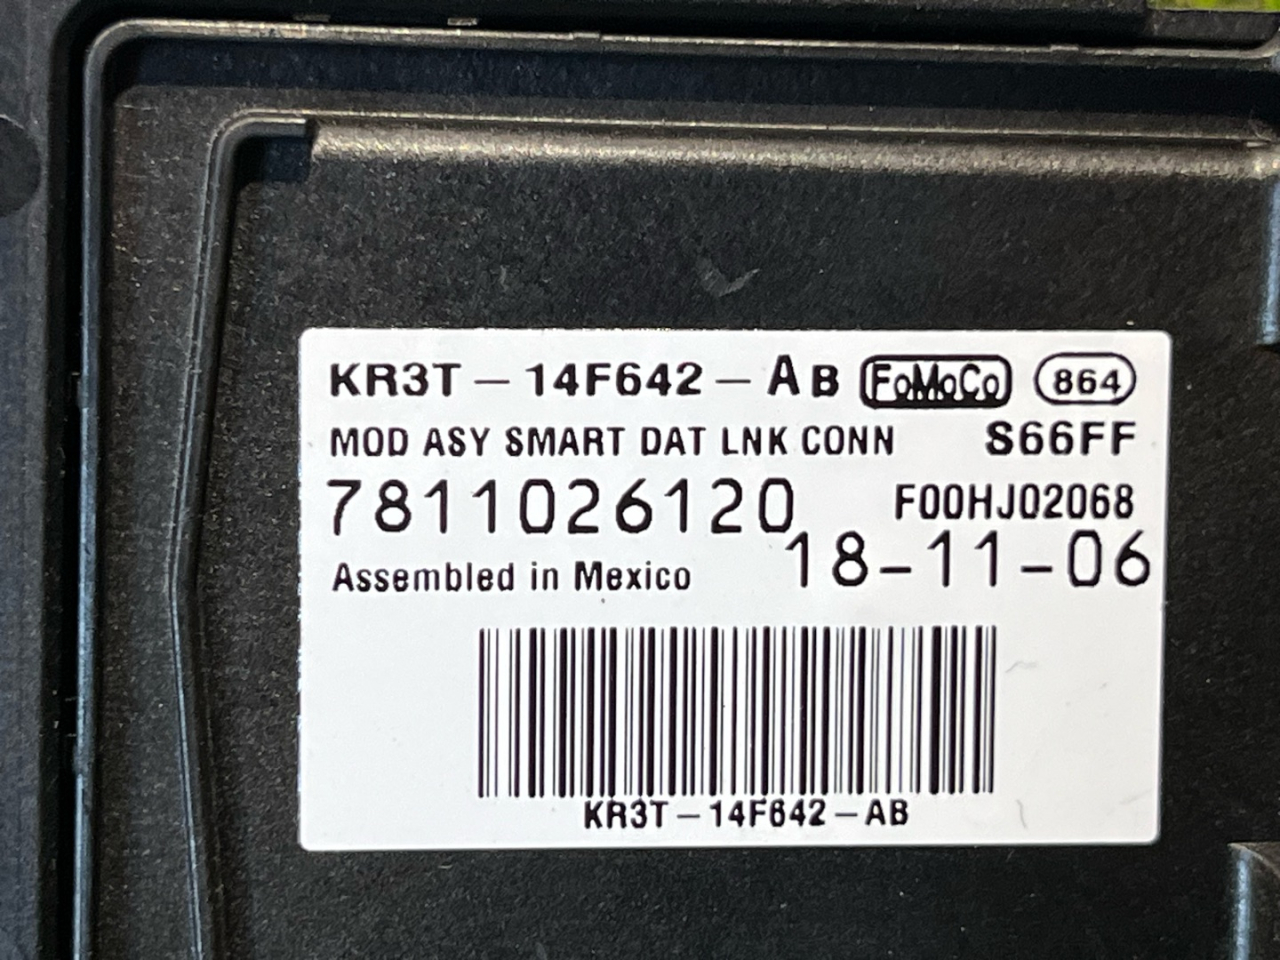 KR3T – 14F642 – AB FoMoCo 864
MOD ASY SMART DAT LNK CONN S66FF
7811026120 F00HJ02068
Assembled in Mexico 18-11-06
KR3T – 14F642 – AB